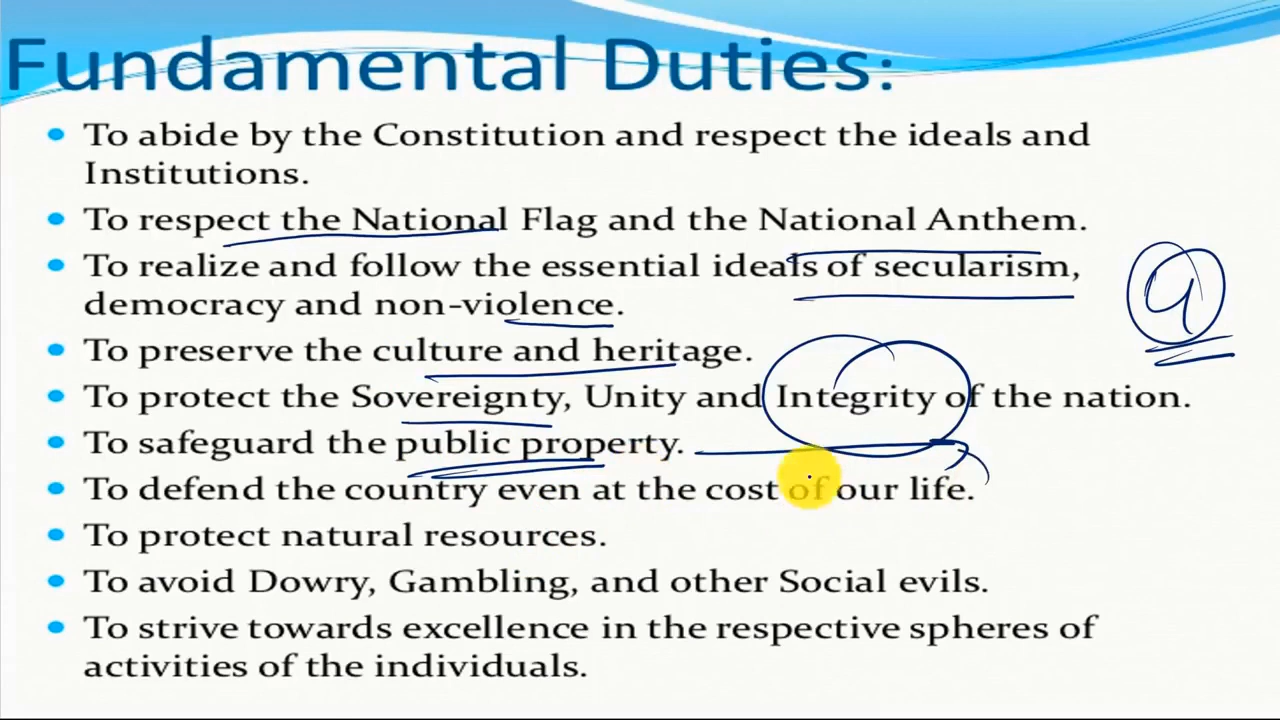 Fundamental Duties:
• To abide by the Constitution and respect the ideals and
Institutions.
• To respect the National Flag and the National Anthem.
• To realize and follow the essential ideals of secularism,
democracy and non-violence.
• To preserve the culture and heritage.
• To protect the Sovereignty, Unity and Integrity of the nation.
• To safeguard the public property.
• To defend the country even at the cost of our life.
• To protect natural resources.
• To avoid Dowry, Gambling, and other Social evils.
• To strive towards excellence in the respective spheres of
activities of the individuals.